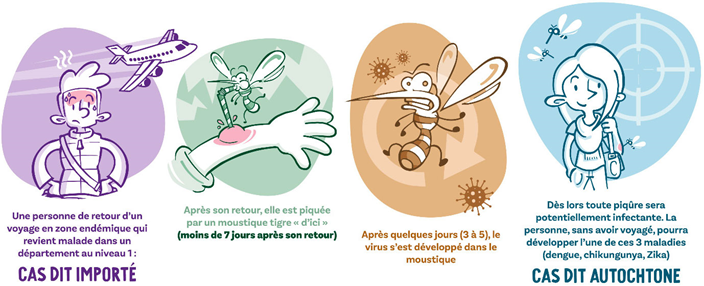 Une personne de retour d'un
voyage en zone endémique qui
revient malade dans un
département au niveau 1 :
CAS DIT IMPORTÉ
Après son retour, elle est piquée
par un moustique tigre « d'ici »
(moins de 7 jours après son retour)
Après quelques jours (3 à 5), le
virus s'est développé dans le
moustique
Dès lors toute piqûre sera
potentiellement infectante. La
personne, sans avoir voyagé, pourra
développer l'une de ces 3 maladies
(dengue, chikungunya, Zika)
CAS DIT AUTOCHTONE